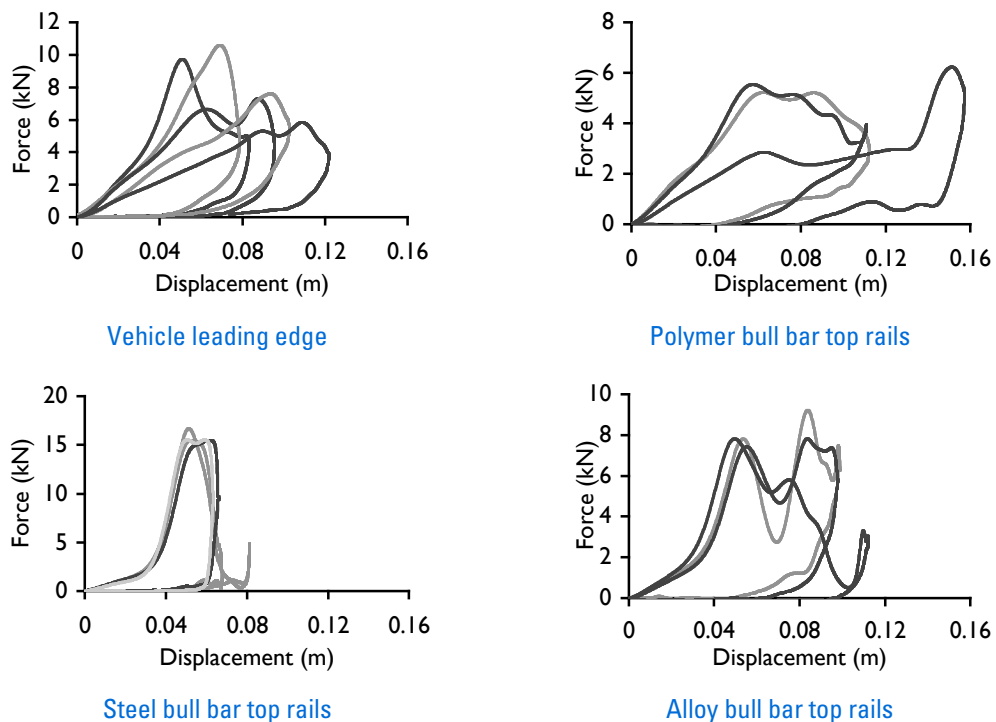 12
10
8
6
4
2
0
Force (kN)
0 0.04 0.08 0.12 0.16
Displacement (m)
Vehicle leading edge
8
6
4
2
0
Force (kN)
0 0.04 0.08 0.12 0.16
Displacement (m)
Polymer bull bar top rails
20
15
10
5
0
Force (kN)
0 0.04 0.08 0.12 0.16
Displacement (m)
Steel bull bar top rails
10
8
6
4
2
0
Force (kN)
0 0.04 0.08 0.12 0.16
Displacement (m)
Alloy bull bar top rails